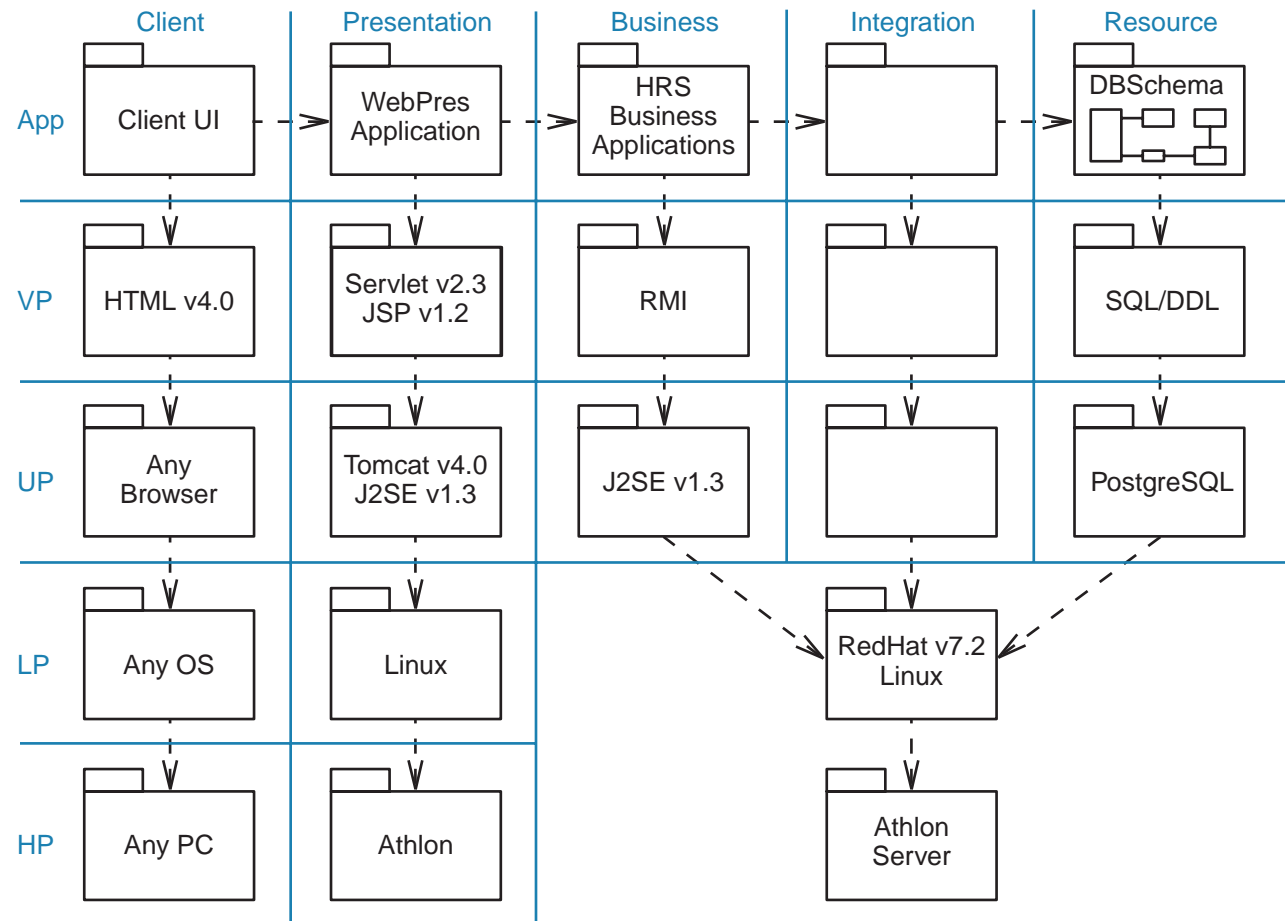 Client
Presentation
Business
Integration
Resource
App
Client UI
WebPres
Application
HRS
Business
Applications
DBSchema
VP
HTML v4.0
Servlet v2.3
JSP v1.2
RMI
SQL/DDL
UP
Any
Browser
Tomcat v4.0
J2SE v1.3
J2SE v1.3
PostgreSQL
LP
Any OS
Linux
RedHat v7.2
Linux
HP
Any PC
Athlon
Athlon
Server